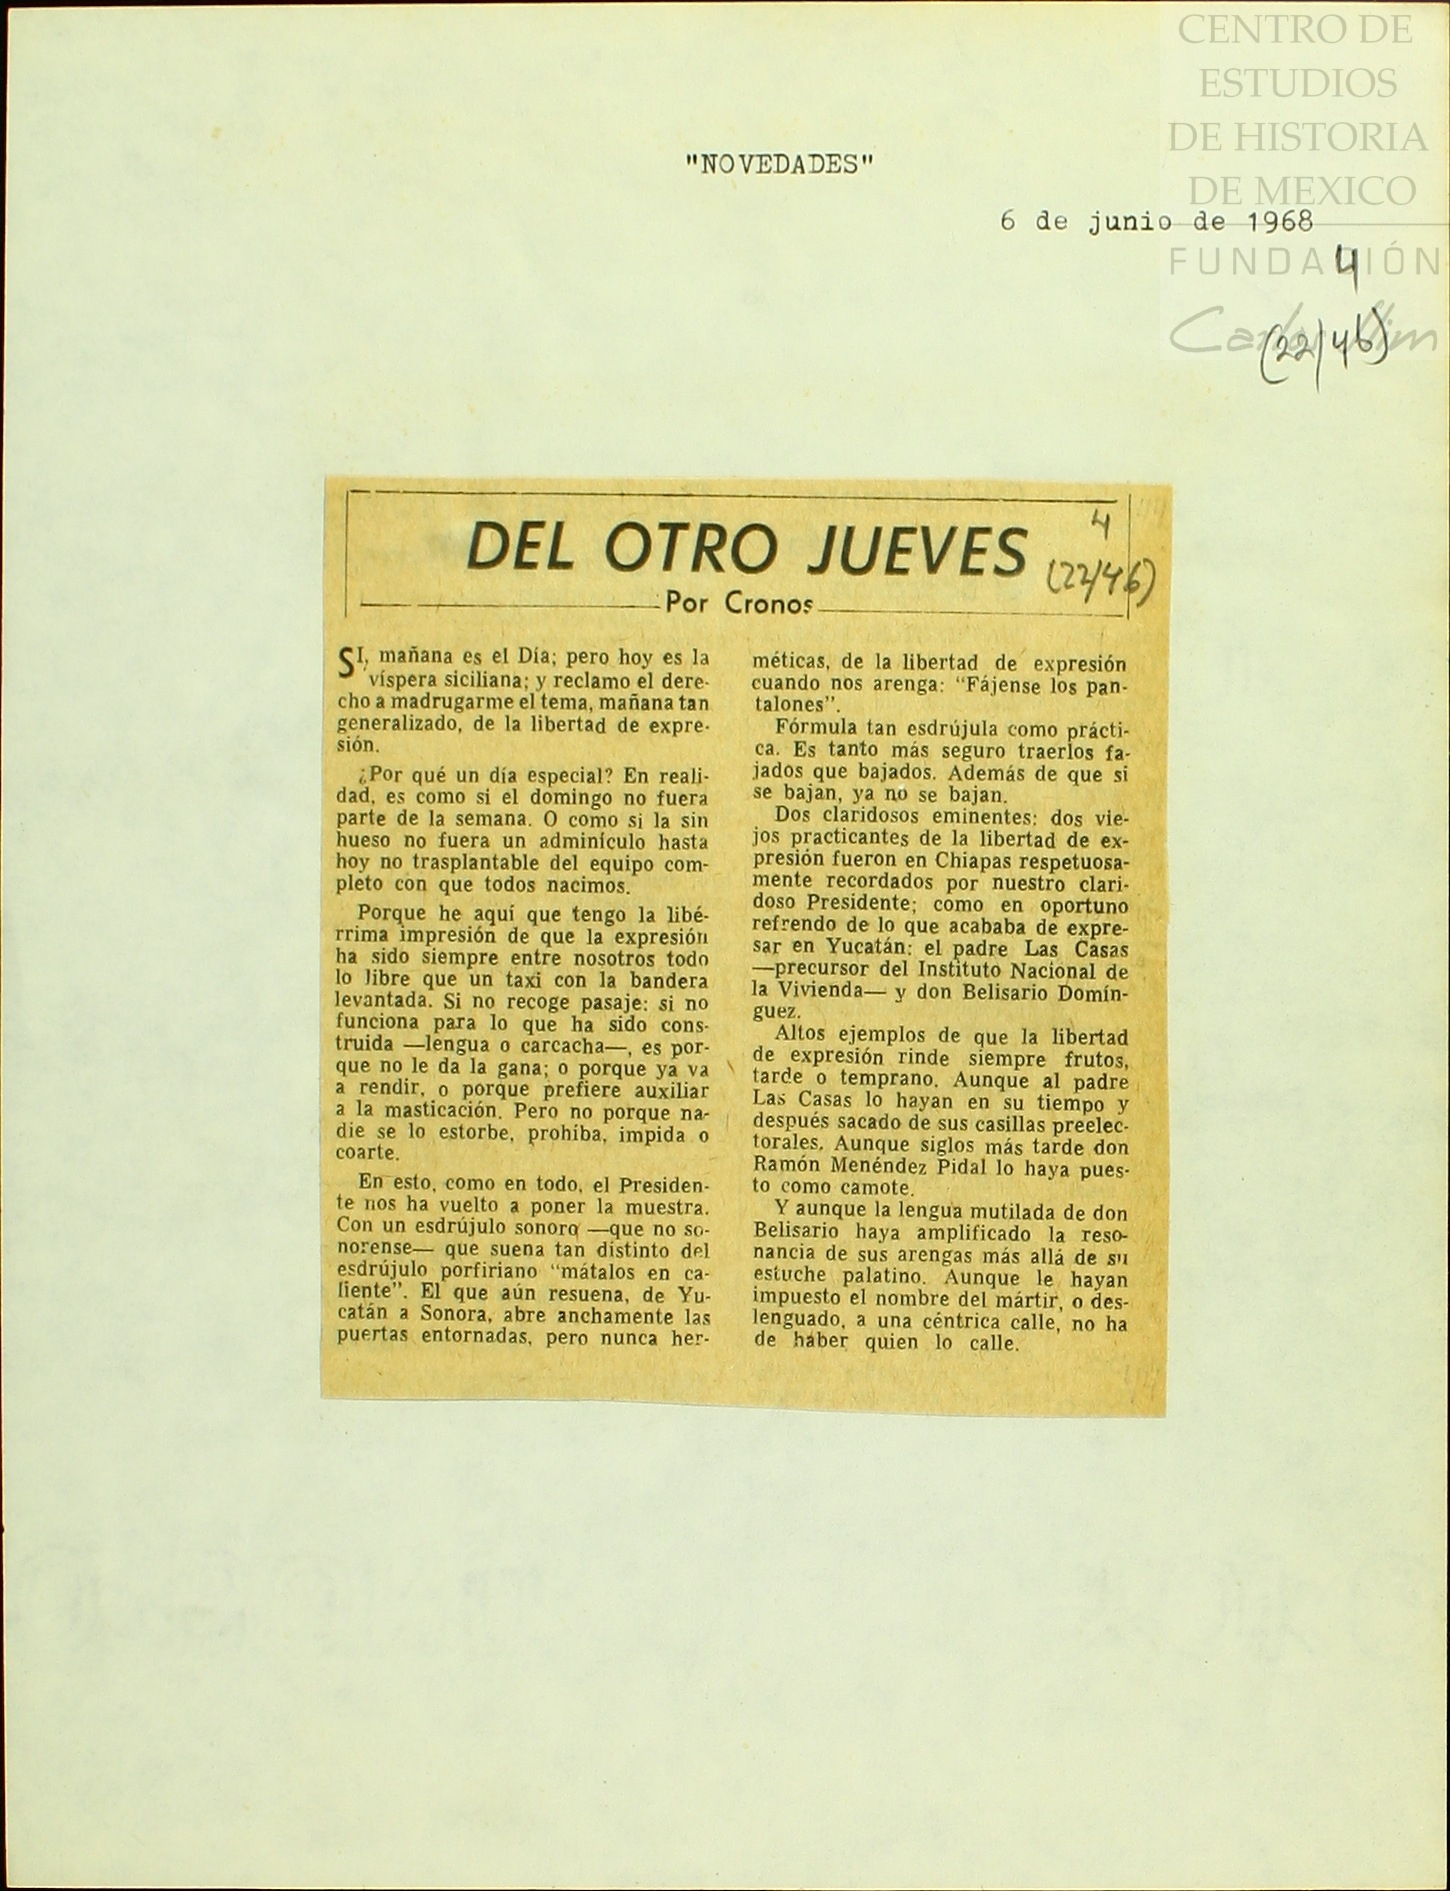 CENTRO DE
ESTUDIOS
DE HISTORIA
DE MEXICO
FUNDACIÓN
Carlos Slim
"NOVEDADES"
6 de junio de 1968
4
(22/46)
DEL OTRO JUEVES
4
(22/46)
Por Cronos
SI, mañana es el Día; pero hoy es la
víspera siciliana; y reclamo el dere-
cho a madrugarme el tema, mañana tan
generalizado, de la libertad de expre-
sión.
¿Por qué un día especial? En reali-
dad, es como si el domingo no fuera
parte de la semana. O como si la sin
hueso no fuera un adminículo hasta
hoy no trasplantable del equipo com-
pleto con que todos nacimos.
Porque he aquí que tengo la libé-
rrima impresión de que la expresión
ha sido siempre entre nosotros todo
lo libre que un taxi con la bandera
levantada. Si no recoge pasaje: si no
funciona para lo que ha sido cons-
truida —lengua o carcacha—, es por-
que no le da la gana; o porque ya va
a rendir, o porque prefiere auxiliar
a la masticación. Pero no porque na-
die se lo estorbe, prohíba, impida o
coarte.
En esto, como en todo, el Presiden-
te nos ha vuelto a poner la muestra.
Con un esdrújulo sonoro —que no so-
norense— que suena tan distinto del
esdrújulo porfiriano "mátalos en ca-
liente". El que aún resuena, de Yu-
catán a Sonora, abre anchamente las
puertas entornadas, pero nunca her-
méticas, de la libertad de expresión
cuando nos arenga: "Fájense los pan-
talones".
Fórmula tan esdrújula como prácti-
ca. Es tanto más seguro traerlos fa-
jados que bajados. Además de que si
se bajan, ya no se bajan.
Dos claridosos eminentes: dos vie-
jos practicantes de la libertad de ex-
presión fueron en Chiapas respetuosa-
mente recordados por nuestro clari-
doso Presidente; como en oportuno
refrendo de lo que acababa de expre-
sar en Yucatán: el padre Las Casas
—precursor del Instituto Nacional de
la Vivienda— y don Belisario Domín-
guez.
Altos ejemplos de que la libertad
de expresión rinde siempre frutos,
tarde o temprano. Aunque al padre
Las Casas lo hayan en su tiempo y
después sacado de sus casillas preelec-
torales. Aunque siglos más tarde don
Ramón Menéndez Pidal lo haya pues-
to como camote.
Y aunque la lengua mutilada de don
Belisario haya amplificado la reso-
nancia de sus arengas más allá de su
estuche palatino. Aunque le hayan
impuesto el nombre del mártir, o des-
lenguado, a una céntrica calle, no ha
de haber quien lo calle.